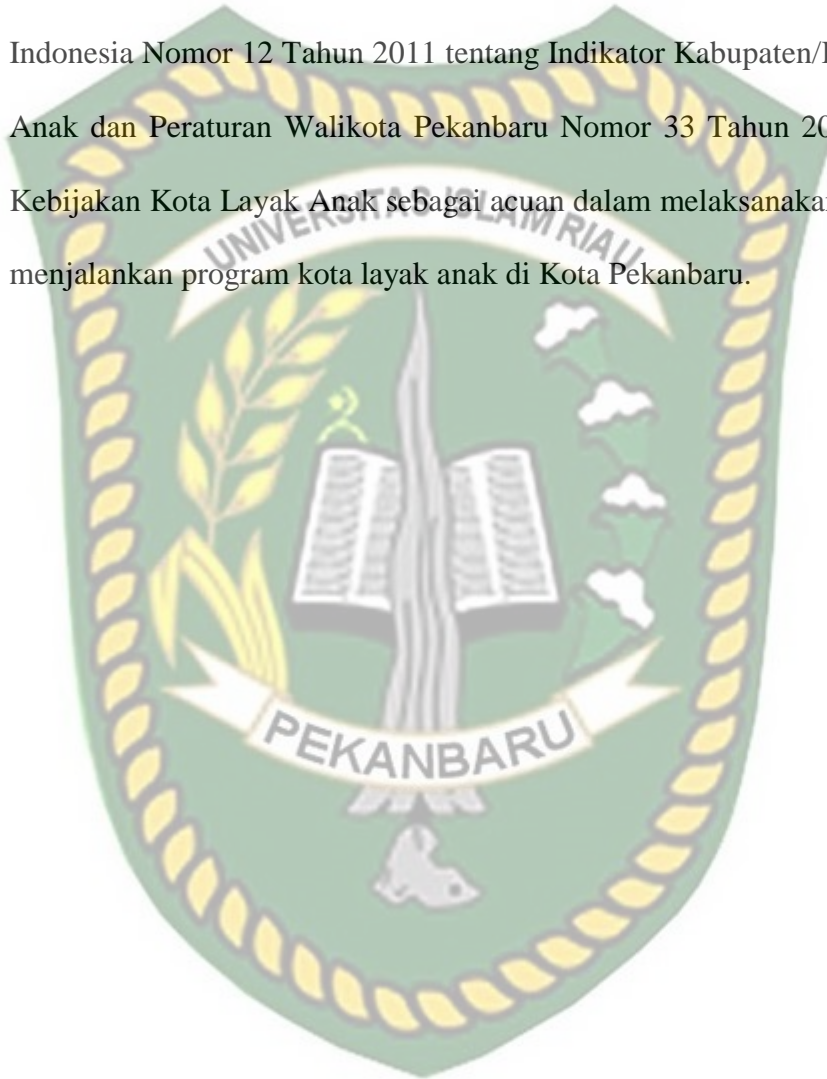 Indonesia Nomor 12 Tahun 2011 tentang Indikator Kabupaten/
Anak dan Peraturan Walikota Pekanbaru Nomor 33 Tahun 20
Kebijakan Kota Layak Anak sebagai acuan dalam melaksanakan
menjalankan program kota layak anak di Kota Pekanbaru.
UNIVERSITAS ISLAM RIAU
PEKANBARU